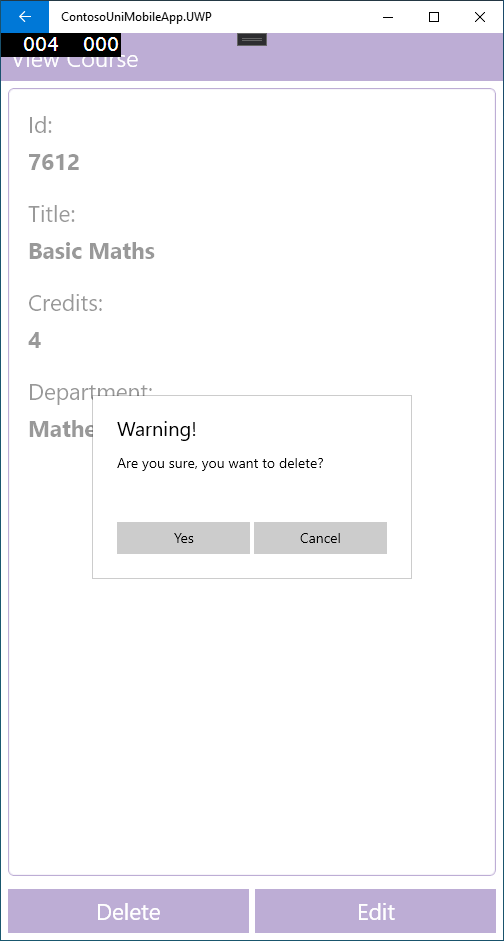 ContosoUniMobileApp.UWP
004 000
View Course
Id:
7612
Title:
Basic Maths
Credits:
4
Department:
Mathe
Warning!
Are you sure, you want to delete?
Yes Cancel
Delete Edit